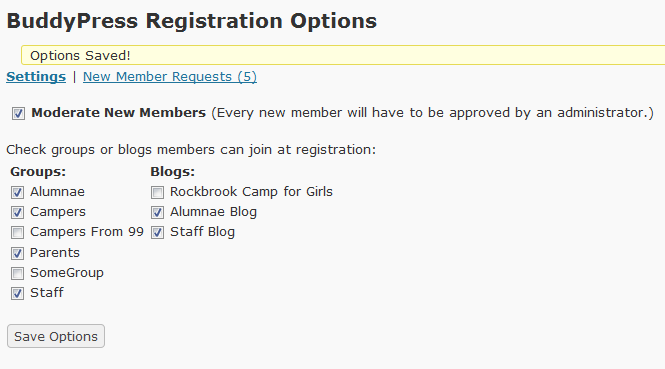 BuddyPress Registration Options
Options Saved!
Settings | New Member Requests (5)
Moderate New Members (Every new member will have to be approved by an administrator.)
Check groups or blogs members can join at registration:
Groups: Blogs:
Alumnae Rockbrook Camp for Girls
Campers Alumnae Blog
Campers From 99 Staff Blog
Parents
SomeGroup
Staff
Save Options